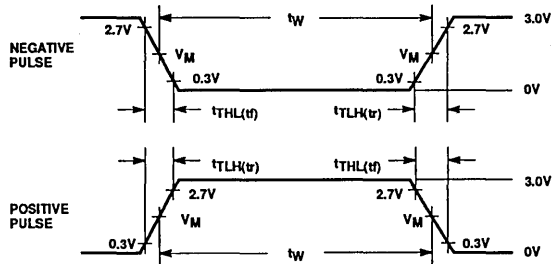 tW
3.0V
NEGATIVE
PULSE
2.7V
VM
VM
2.7V
0.3V
0.3V
0V
tTHL(tf)
tTLH(tr)
tTLH(tr)
tTHL(tf)
3.0V
2.7V
2.7V
POSITIVE
PULSE
VM
VM
0.3V
0.3V
tW
0V